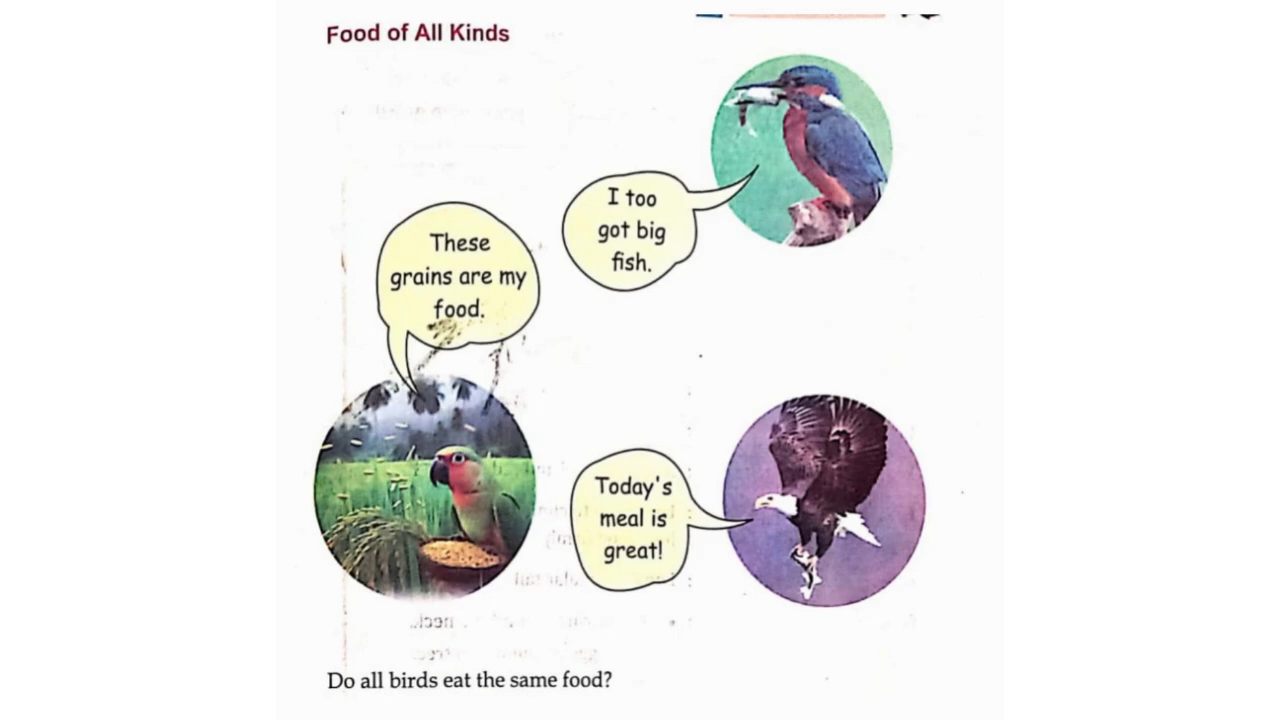 Food of All Kinds
I too
got big
fish.
These
grains are my
food.
Today's
meal is
great!
Do all birds eat the same food?